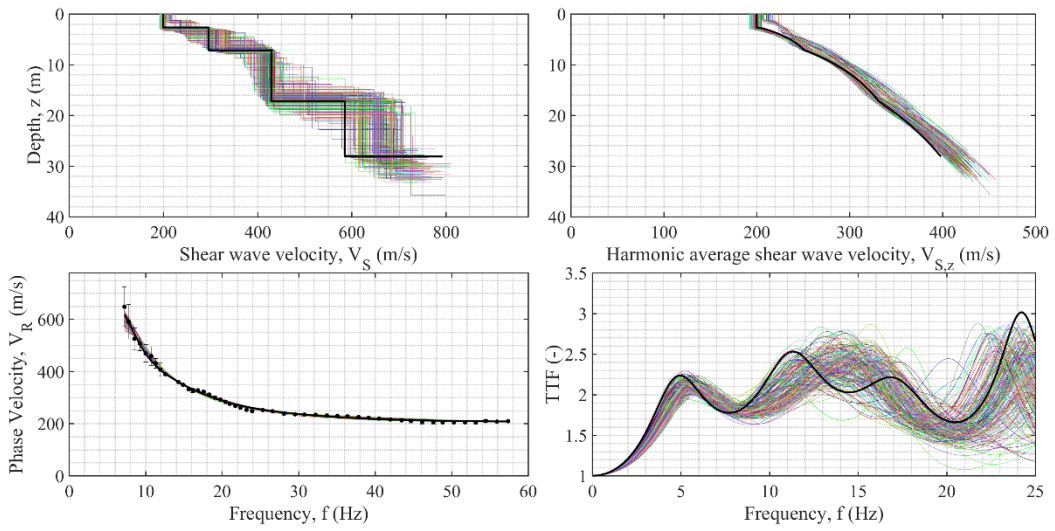 0
10
20
30
40
Depth, z (m)
0 200 400 600 800
Shear wave velocity, V_S (m/s)
0
10
20
30
40
0 100 200 300 400 500
Harmonic average shear wave velocity, V_S,z (m/s)
600
400
200
0
Phase Velocity, V_R (m/s)
0 10 20 30 40 50 60
Frequency, f (Hz)
3.5
3
2.5
2
1.5
1
TTF (-)
0 5 10 15 20 25
Frequency, f (Hz)